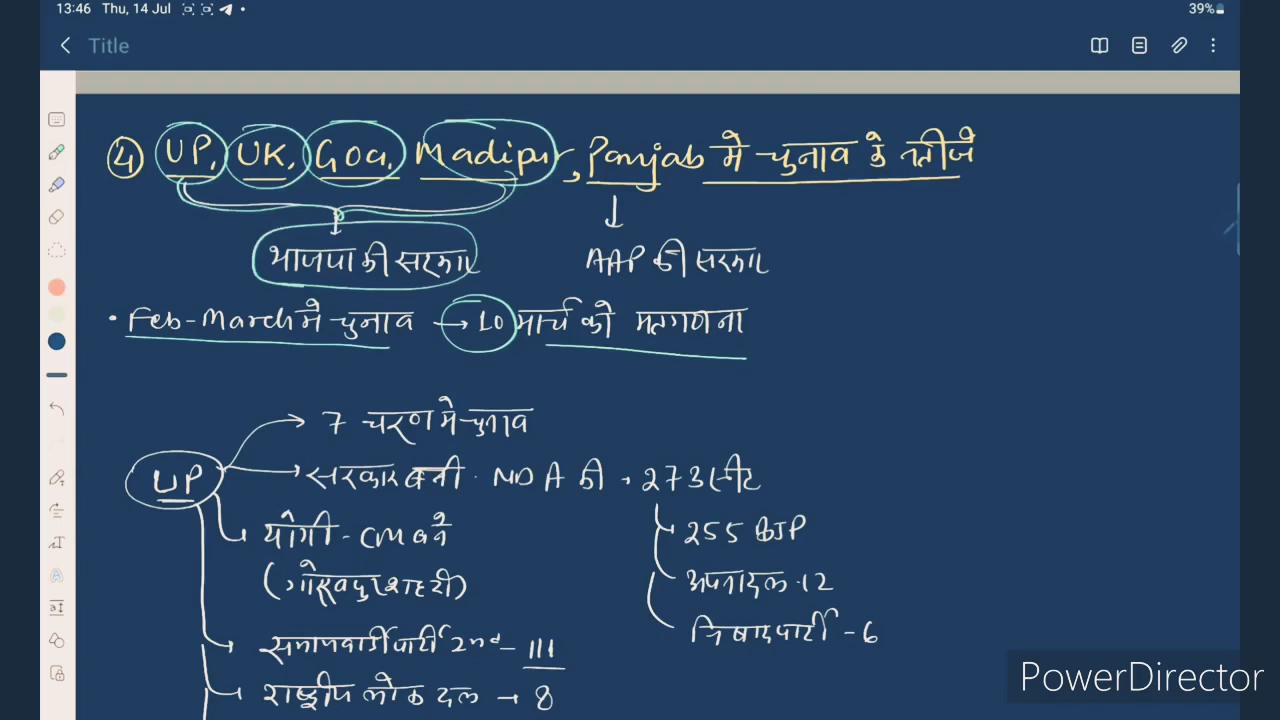 13:46 Thu, 14 Jul
39%
Title
④ UP, UK, Goa, Madipur, Panjab में चुनाव के नतीजे
भाजपा की सरकार
AAP की सरकार
• Feb-March में चुनाव → 10 मार्च को मतगणना
7 चरण में चुनाव
UP
सरकार बनी · NDA की · 273 सीट
योगी - CM बने
255 BJP
(गोरखपुर शहरी)
अपनादल · 12
निषाद पार्टी - 6
समाजवादी पार्टी 2nd - 111
राष्ट्रीय लोक दल → 8
PowerDirector